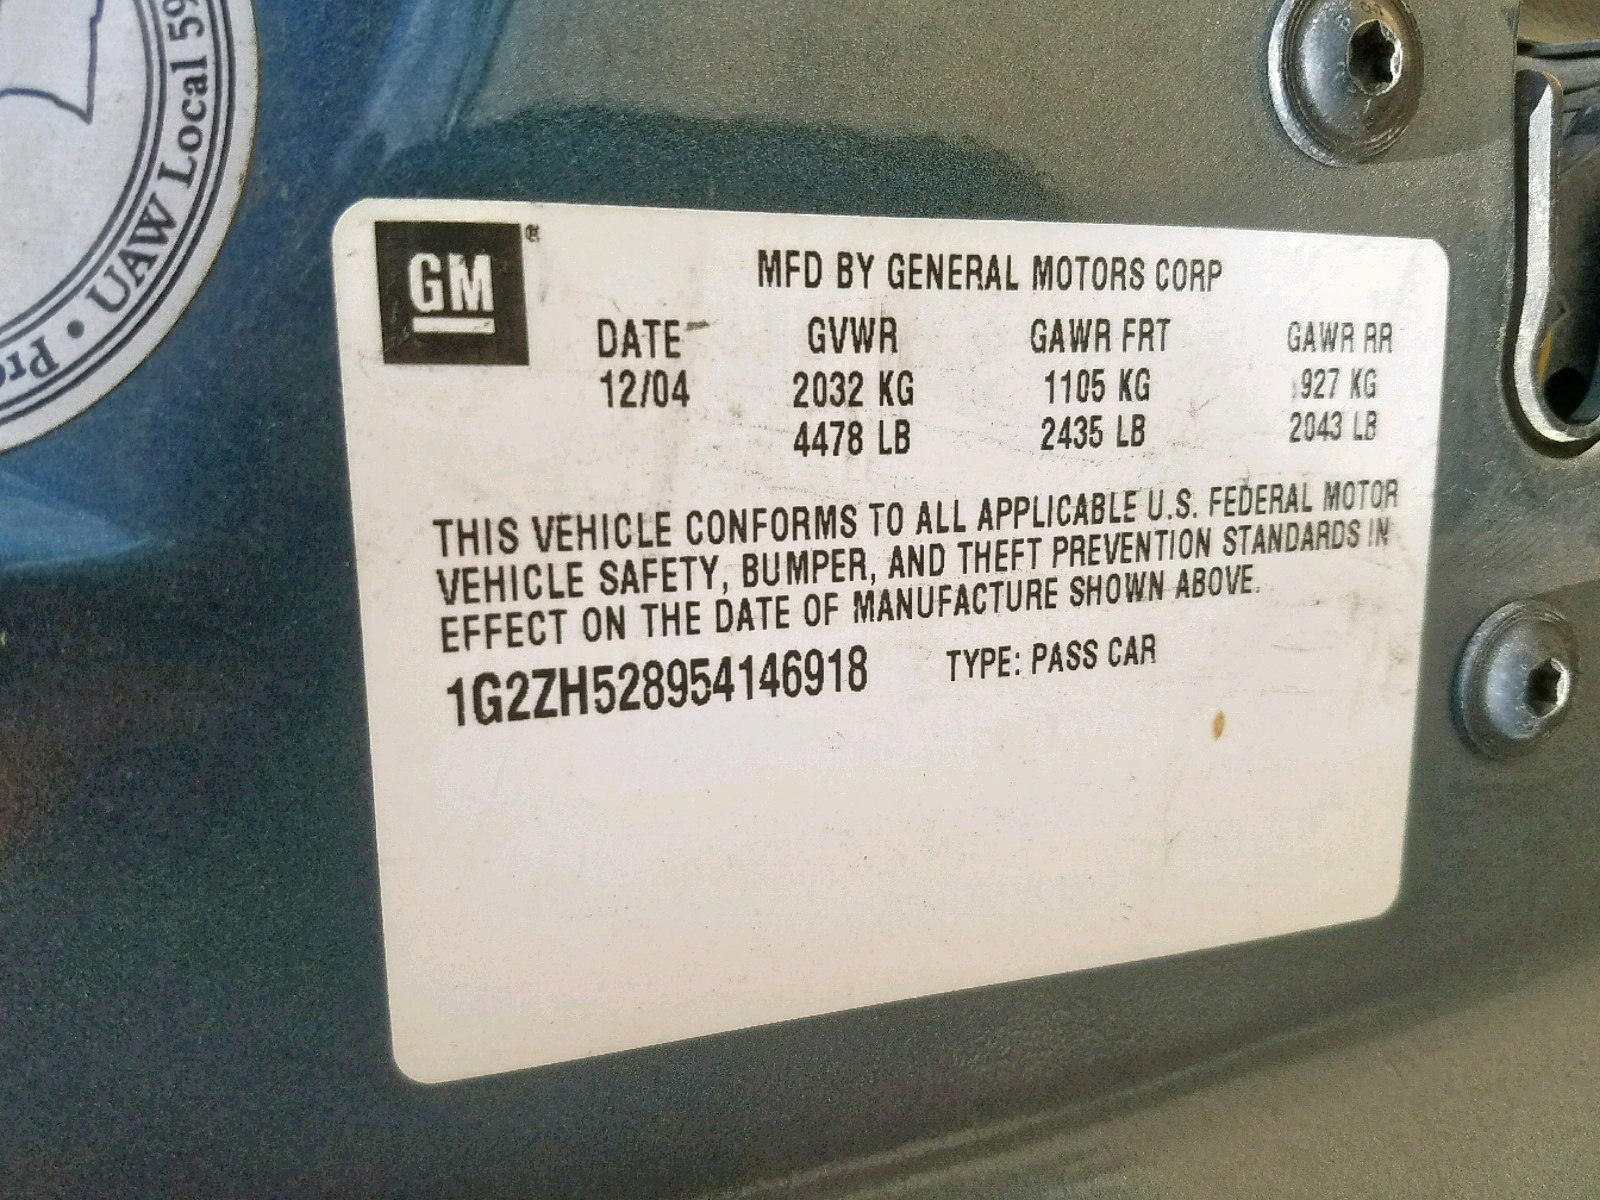 Pr
• UAW Local 59
GM
®
MFD BY GENERAL MOTORS CORP
DATE GVWR GAWR FRT GAWR RR
12/04 2032 KG 1105 KG 927 KG
4478 LB 2435 LB 2043 LB
THIS VEHICLE CONFORMS TO ALL APPLICABLE U.S. FEDERAL MOTOR
VEHICLE SAFETY, BUMPER, AND THEFT PREVENTION STANDARDS IN
EFFECT ON THE DATE OF MANUFACTURE SHOWN ABOVE.
1G2ZH528954146918 TYPE: PASS CAR